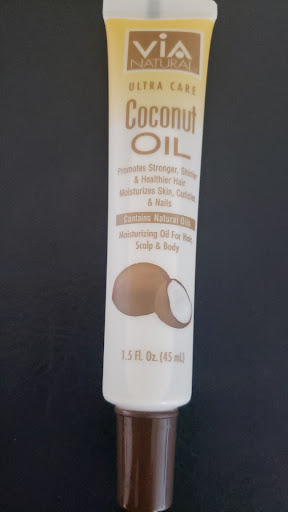 ViA
NATURAL
ULTRA CARE
Coconut
OIL
Promotes Stronger, Shinier
& Healthier Hair
Moisturizes Skin, Cuticles
& Nails
Contains Natural Oils
Moisturizing Oil For Hair,
Scalp & Body
1.5 Fl. Oz. (45 mL)